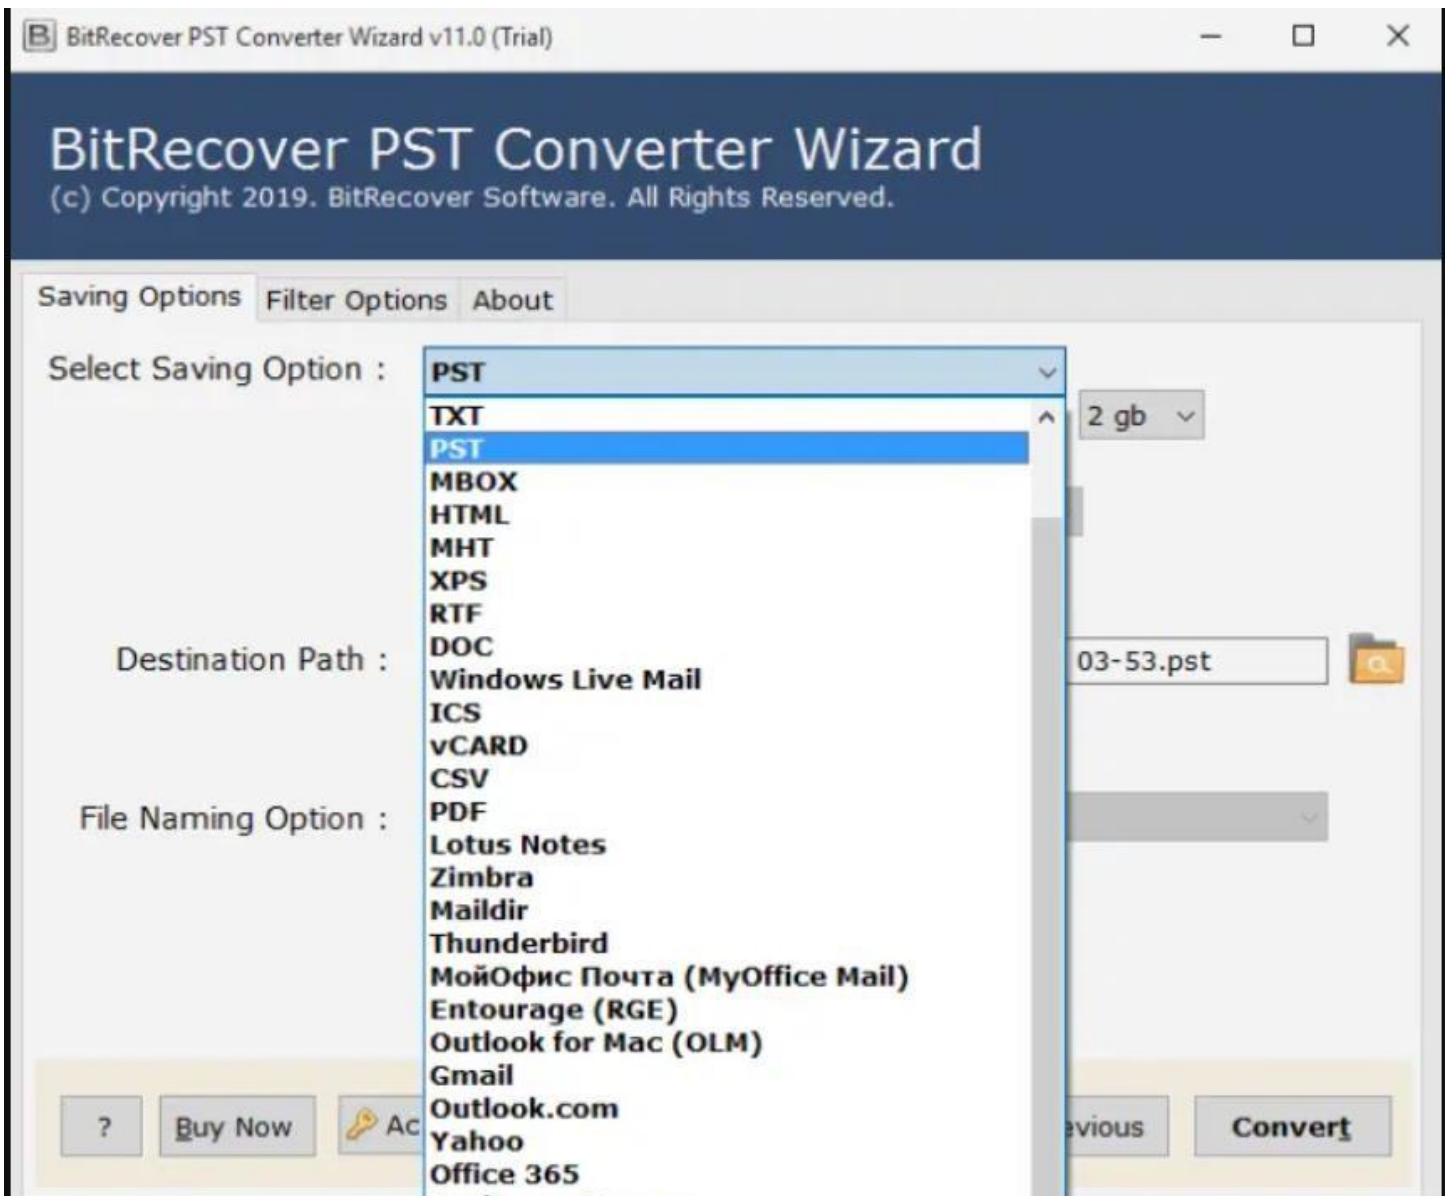 BitRecover PST Converter Wizard v11.0 (Trial)
BitRecover PST Converter Wizard
(c) Copyright 2019. BitRecover Software. All Rights Reserved.
Saving Options Filter Options About
Select Saving Option : PST
2 gb
TXT
PST
MBOX
HTML
MHT
XPS
RTF
DOC
Windows Live Mail
ICS
vCARD
CSV
PDF
Lotus Notes
Zimbra
Maildir
Thunderbird
МойОфис Почта (MyOffice Mail)
Entourage (RGE)
Outlook for Mac (OLM)
Gmail
Outlook.com
Yahoo
Office 365
Destination Path : 03-53.pst
File Naming Option :
? Buy Now Ac evious Convert